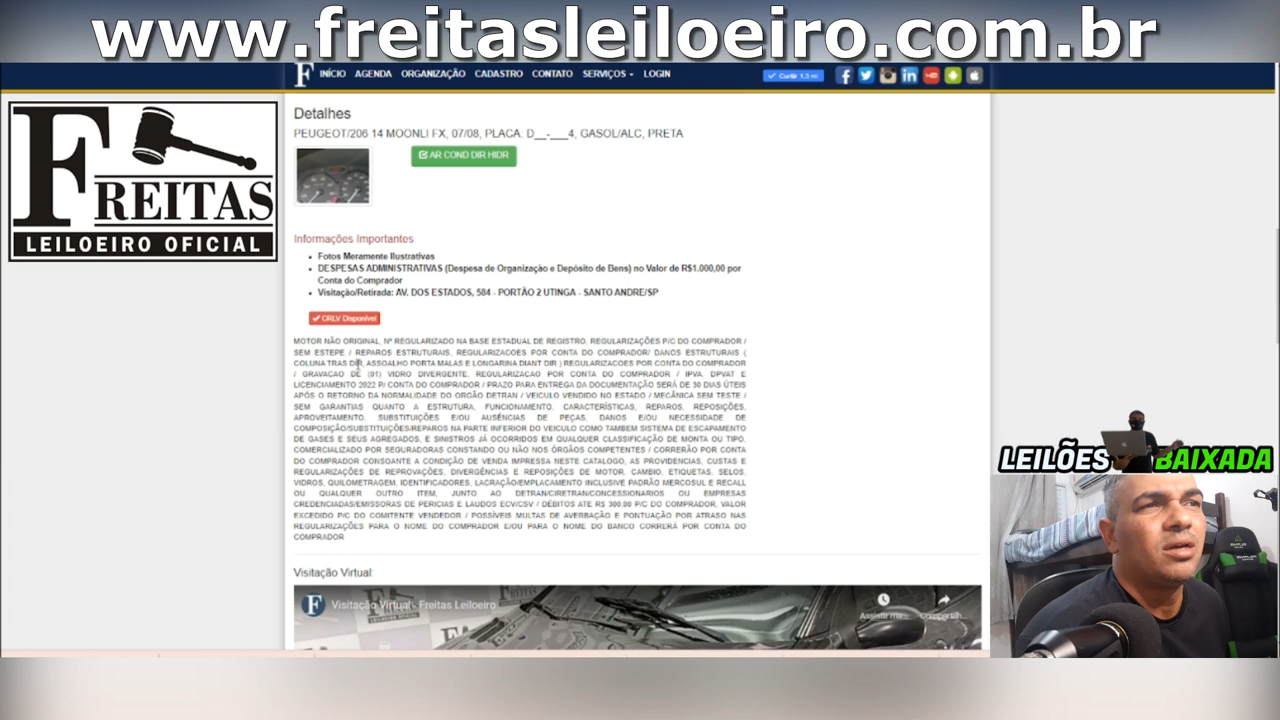 www.freitasleiloeiro.com.br
F INÍCIO AGENDA ORGANIZAÇÃO CADASTRO CONTATO SERVIÇOS LOGIN Curtir 1,3 mi
FREITAS
LEILOEIRO OFICIAL
Detalhes
PEUGEOT/206 14 MOONLI FX, 07/08, PLACA: D__-___4, GASOL/ALC, PRETA
AR COND DIR HIDR
Informações Importantes
Fotos Meramente Ilustrativas
DESPESAS ADMINISTRATIVAS (Despesa de Organização e Depósito de Bens) no Valor de R$1.000,00 por
Conta do Comprador
Visitação/Retirada: AV. DOS ESTADOS, 584 - PORTÃO 2 UTINGA - SANTO ANDRE/SP
CRLV Disponível
MOTOR NÃO ORIGINAL, Nº REGULARIZADO NA BASE ESTADUAL DE REGISTRO, REGULARIZAÇÕES P/C DO COMPRADOR /
SEM ESTEPE / REPAROS ESTRUTURAIS, REGULARIZACOES POR CONTA DO COMPRADOR/ DANOS ESTRUTURAIS (
COLUNA TRAS DIR, ASSOALHO PORTA MALAS E LONGARINA DIANT DIR ) REGULARIZACOES POR CONTA DO COMPRADOR
/ GRAVACAO DE (01) VIDRO DIVERGENTE, REGULARIZACAO POR CONTA DO COMPRADOR / IPVA, DPVAT E
LICENCIAMENTO 2022 P/ CONTA DO COMPRADOR / PRAZO PARA ENTREGA DA DOCUMENTAÇÃO SERÁ DE 30 DIAS ÚTEIS
APÓS O RETORNO DA NORMALIDADE DO ORGÃO DETRAN / VEICULO VENDIDO NO ESTADO / MECÂNICA SEM TESTE /
SEM GARANTIAS QUANTO A ESTRUTURA, FUNCIONAMENTO, CARACTERÍSTICAS, REPAROS, REPOSIÇÕES,
APROVEITAMENTO, SUBSTITUIÇÕES E/OU AUSÊNCIAS DE PEÇAS, DANOS E/OU NECESSIDADE DE
COMPOSIÇÃO/SUBSTITUIÇÕES/REPAROS NA PARTE INFERIOR DO VEICULO COMO TAMBEM SISTEMA DE ESCAPAMENTO
DE GASES E SEUS AGREGADOS, E SINISTROS JÁ OCORRIDOS EM QUALQUER CLASSIFICAÇÃO DE MONTA OU TIPO,
COMERCIALIZADO POR SEGURADORAS CONSTANDO OU NÃO NOS ÓRGÃOS COMPETENTES / CORRERÃO POR CONTA
DO COMPRADOR CONSOANTE A CONDIÇÃO DE VENDA IMPRESSA NESTE CATALOGO, AS PROVIDENCIAS, CUSTAS E
REGULARIZAÇÕES DE REPROVAÇÕES, DIVERGÊNCIAS E REPOSIÇÕES DE MOTOR, CAMBIO, ETIQUETAS, SELOS,
VIDROS, QUILOMETRAGEM, IDENTIFICADORES, LACRAÇÃO/EMPLACAMENTO INCLUSIVE PADRÃO MERCOSUL E RECALL
OU QUALQUER OUTRO ITEM, JUNTO AO DETRAN/CIRETRAN/CONCESSIONARIOS OU EMPRESAS
CREDENCIADAS/EMISSORAS DE PERICIAS E LAUDOS ECV/CSV / DÉBITOS ATE R$ 300,00 P/C DO COMPRADOR, VALOR
EXCEDIDO P/C DO COMITENTE VENDEDOR / POSSÍVEIS MULTAS DE AVERBAÇÃO E PONTUAÇÃO POR ATRASO NAS
REGULARIZAÇÕES PARA O NOME DO COMPRADOR E/OU PARA O NOME DO BANCO CORRERÁ POR CONTA DO
COMPRADOR
LEILÕES BAIXADA
Visitação Virtual
F Visitação Virtual - Freitas Leiloeiro
Assistir ma... Compartilh...